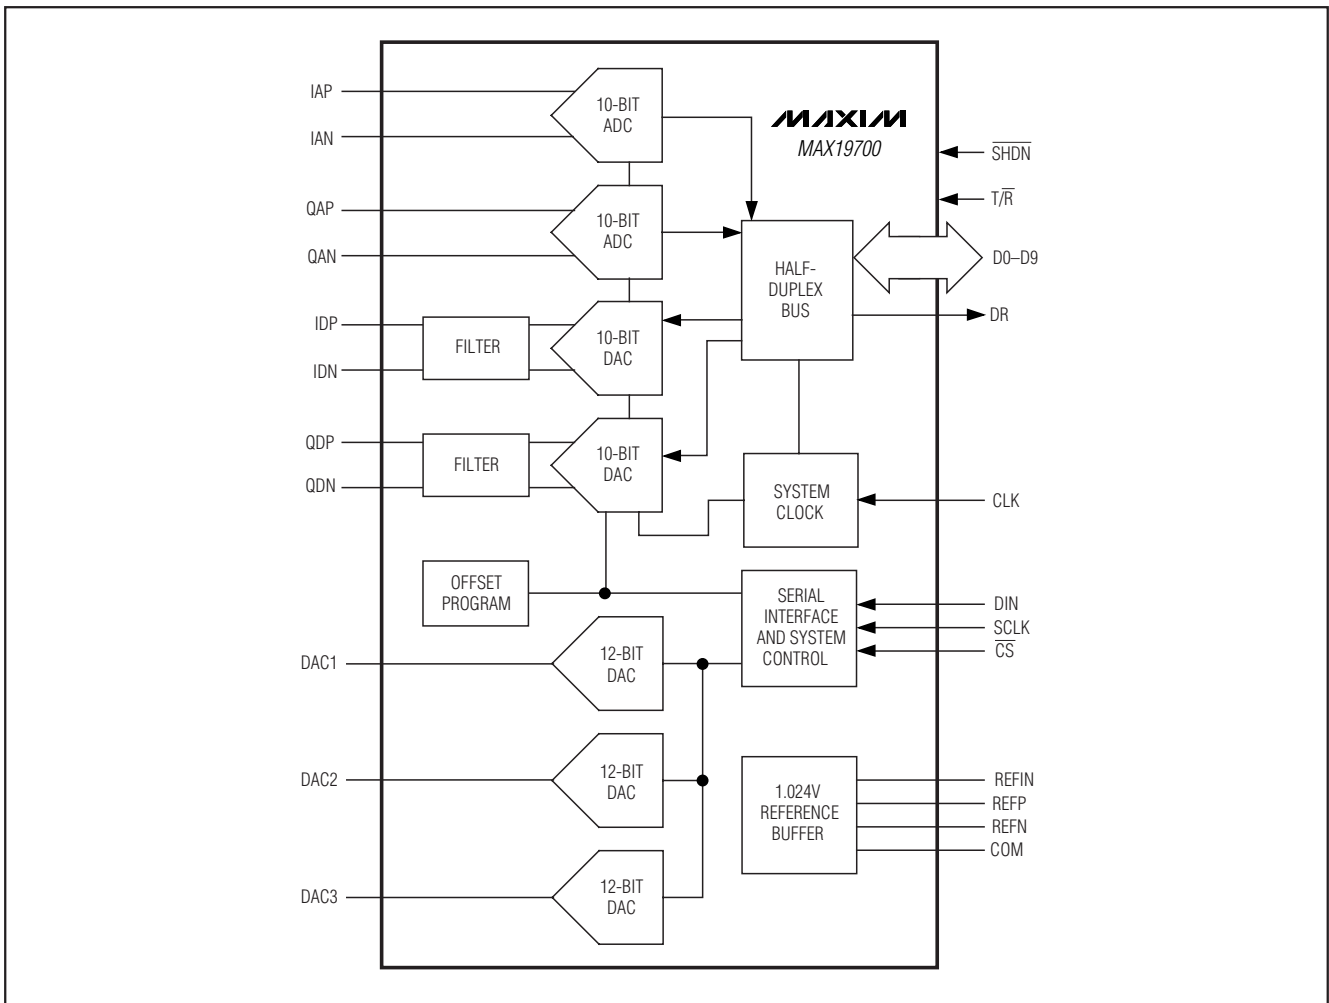 IAP
IAN
QAP
QAN
IDP
IDN
QDP
QDN
DAC1
DAC2
DAC3
10-BIT
ADC
10-BIT
ADC
10-BIT
DAC
10-BIT
DAC
FILTER
FILTER
OFFSET
PROGRAM
12-BIT
DAC
12-BIT
DAC
12-BIT
DAC
MAXIM
MAX19700
HALF-
DUPLEX
BUS
SYSTEM
CLOCK
SERIAL
INTERFACE
AND SYSTEM
CONTROL
1.024V
REFERENCE
BUFFER
S̅H̅D̅N̅
T/R̅
D0–D9
DR
CLK
DIN
SCLK
C̅S̅
REFIN
REFP
REFN
COM